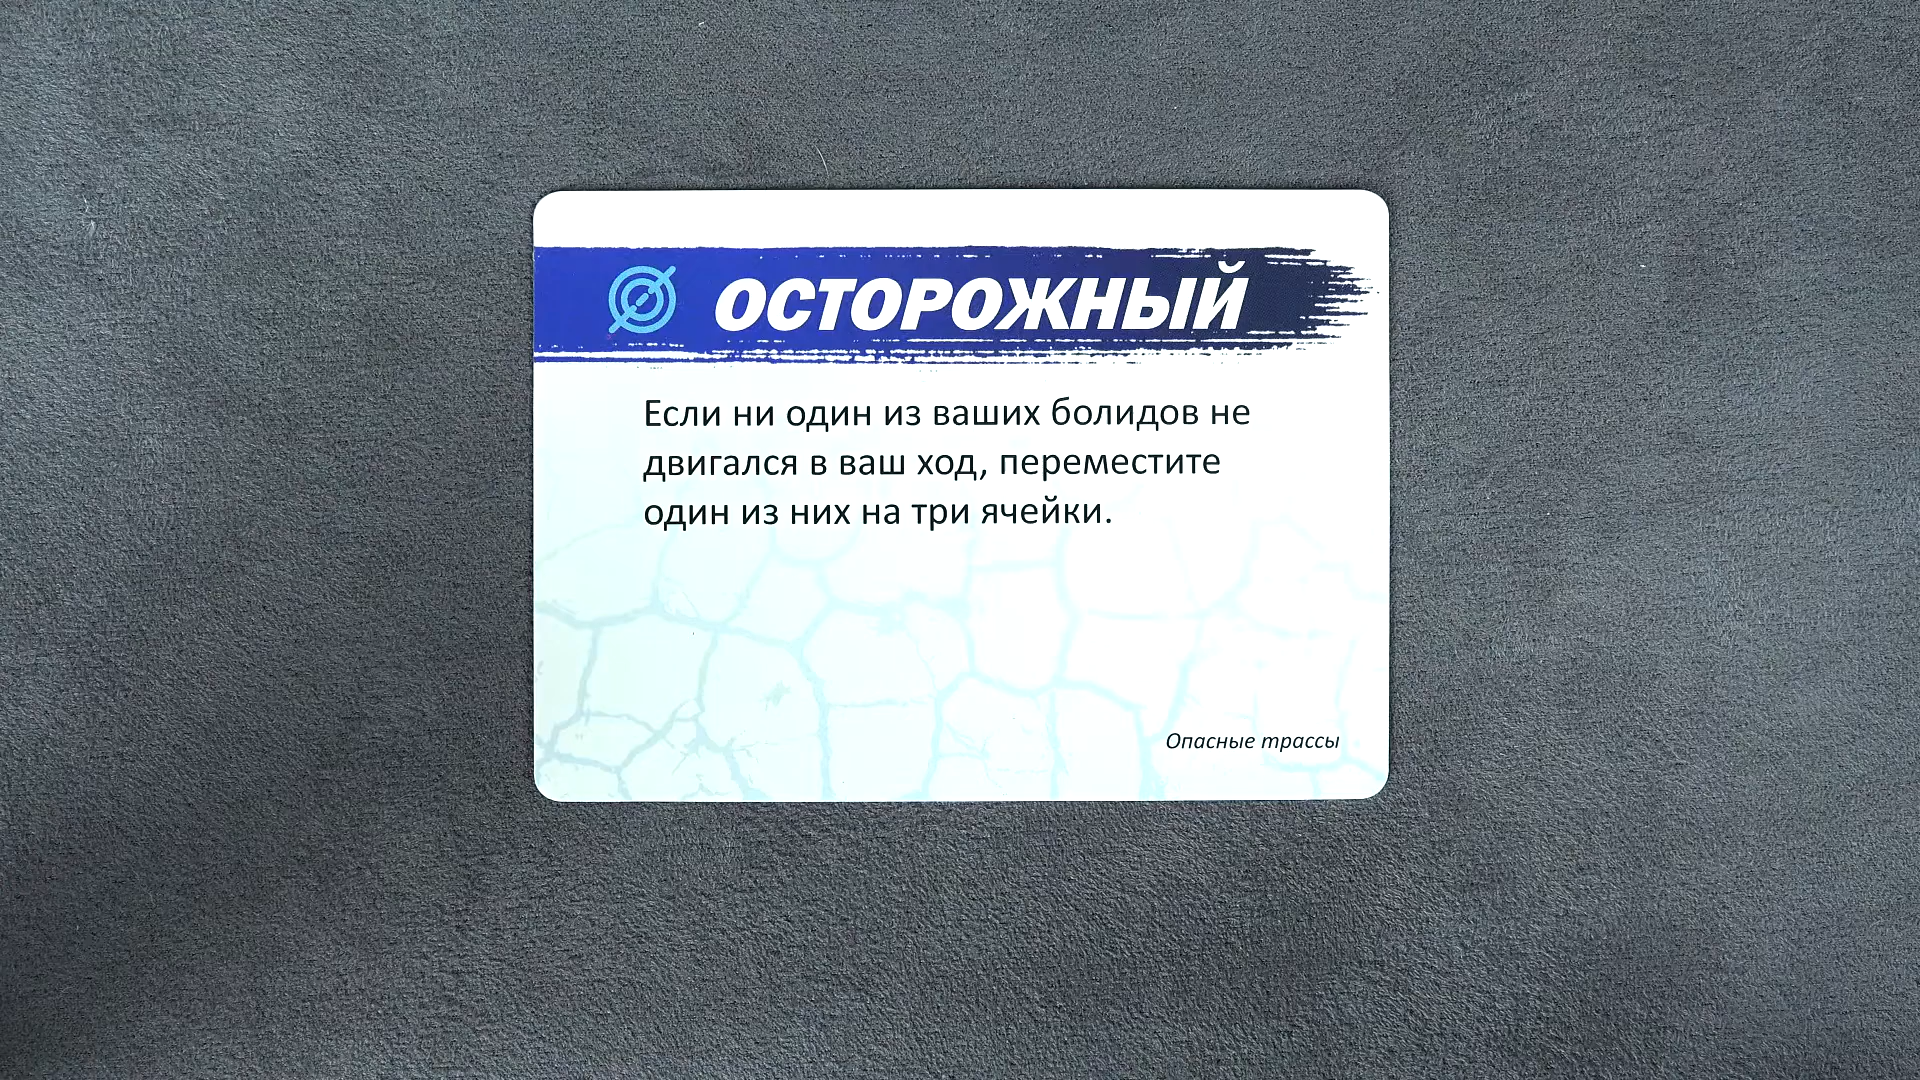 ОСТОРОЖНЫЙ
Если ни один из ваших болидов не
двигался в ваш ход, переместите
один из них на три ячейки.
Опасные трассы